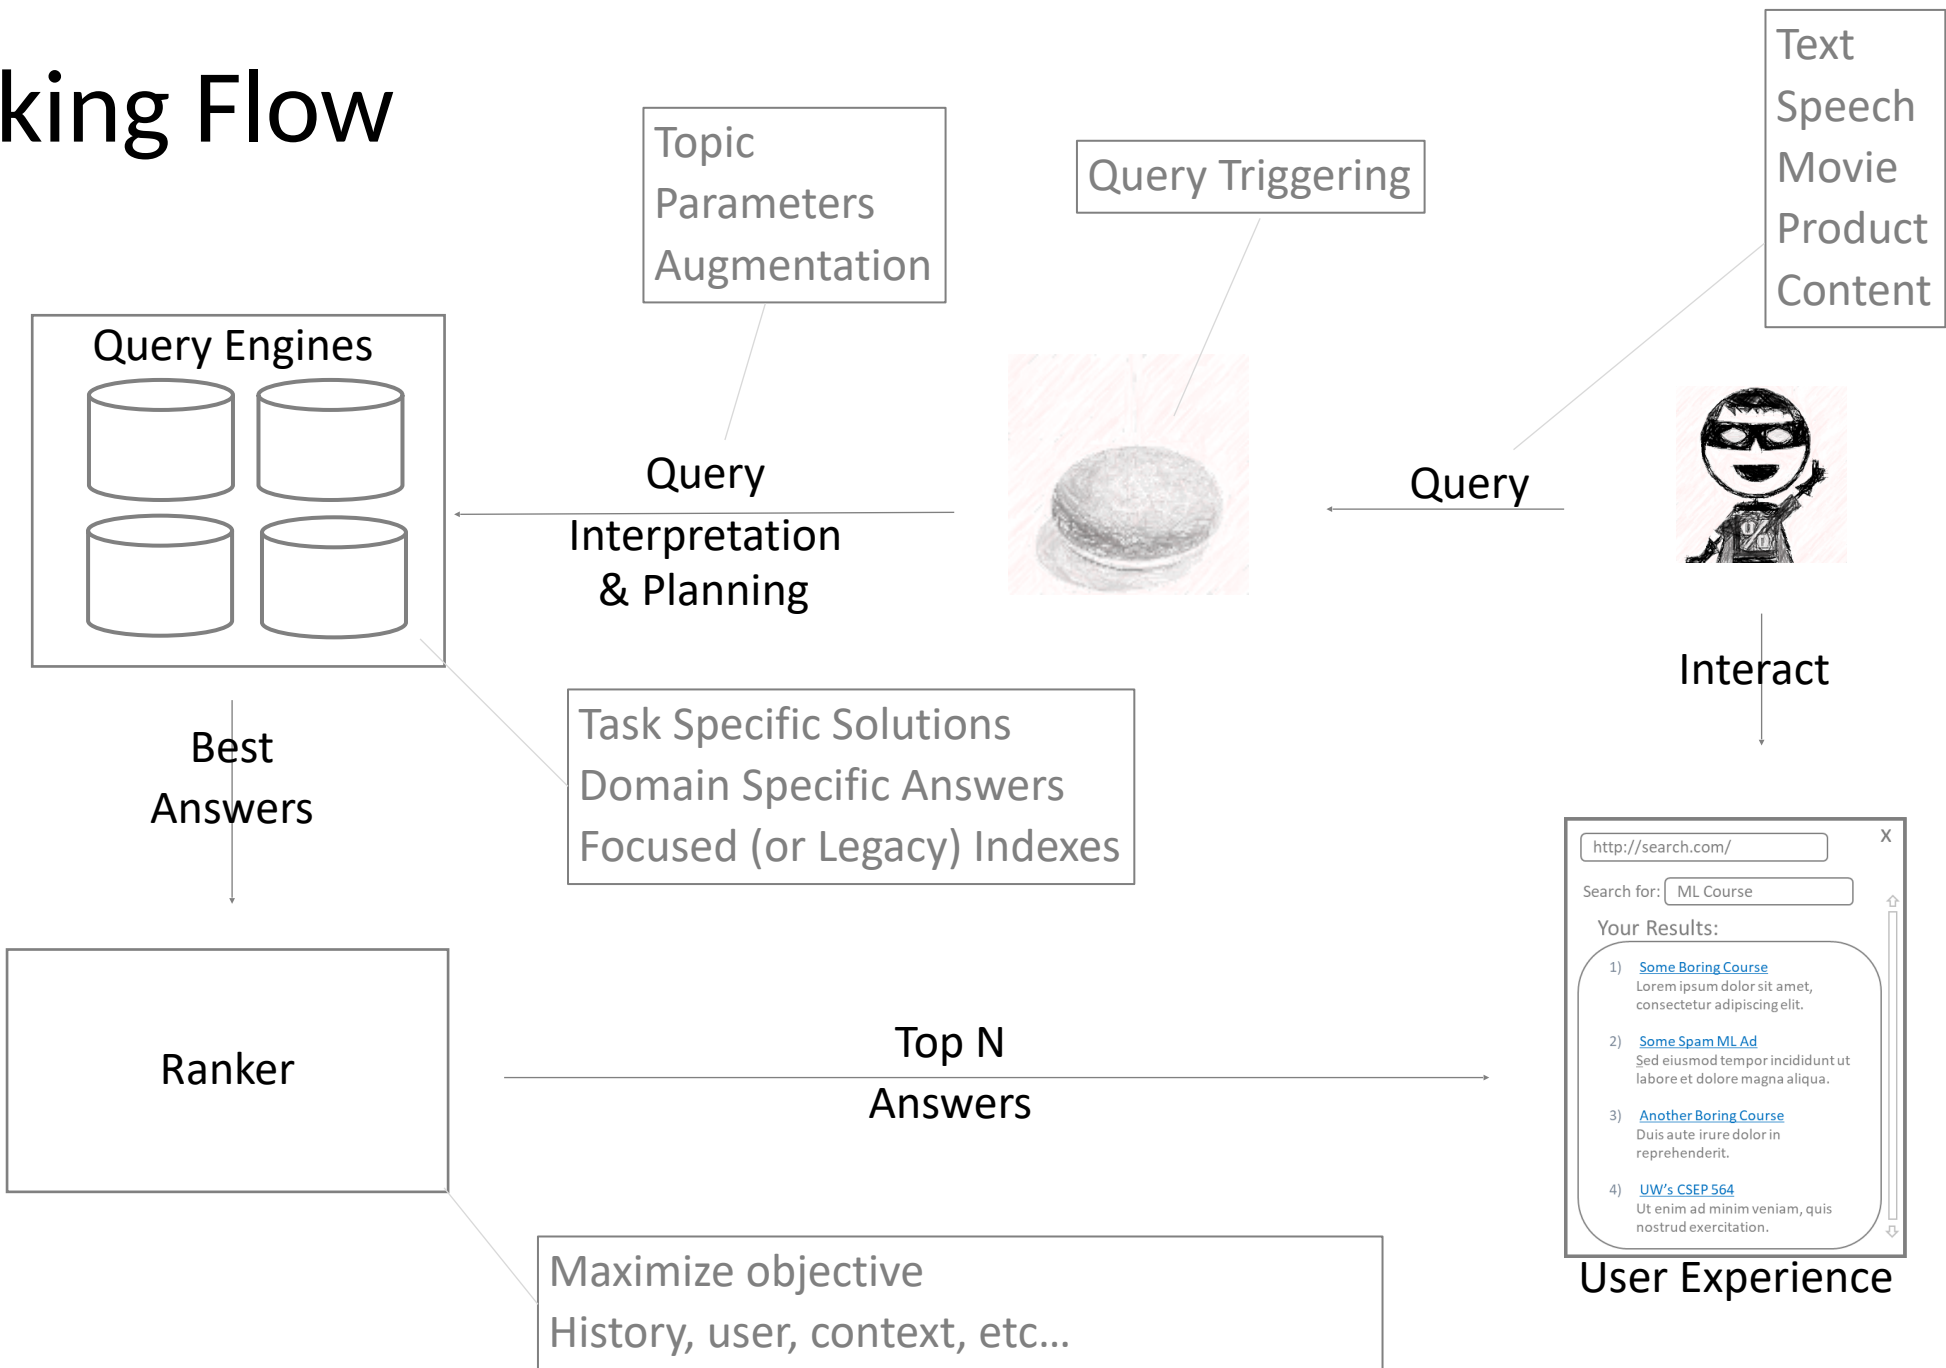 king Flow
Topic
Parameters
Augmentation
Query Triggering
Text
Speech
Movie
Product
Content
Query Engines
Query
Interpretation
& Planning
Query
Interact
Best
Answers
Task Specific Solutions
Domain Specific Answers
Focused (or Legacy) Indexes
Ranker
Top N
Answers
http://search.com/
X
Search for:
ML Course
Your Results:
1) Some Boring Course
Lorem ipsum dolor sit amet,
consectetur adipiscing elit.
2) Some Spam ML Ad
Sed eiusmod tempor incididunt ut
labore et dolore magna aliqua.
3) Another Boring Course
Duis aute irure dolor in
reprehenderit.
4) UW's CSEP 564
Ut enim ad minim veniam, quis
nostrud exercitation.
User Experience
Maximize objective
History, user, context, etc...